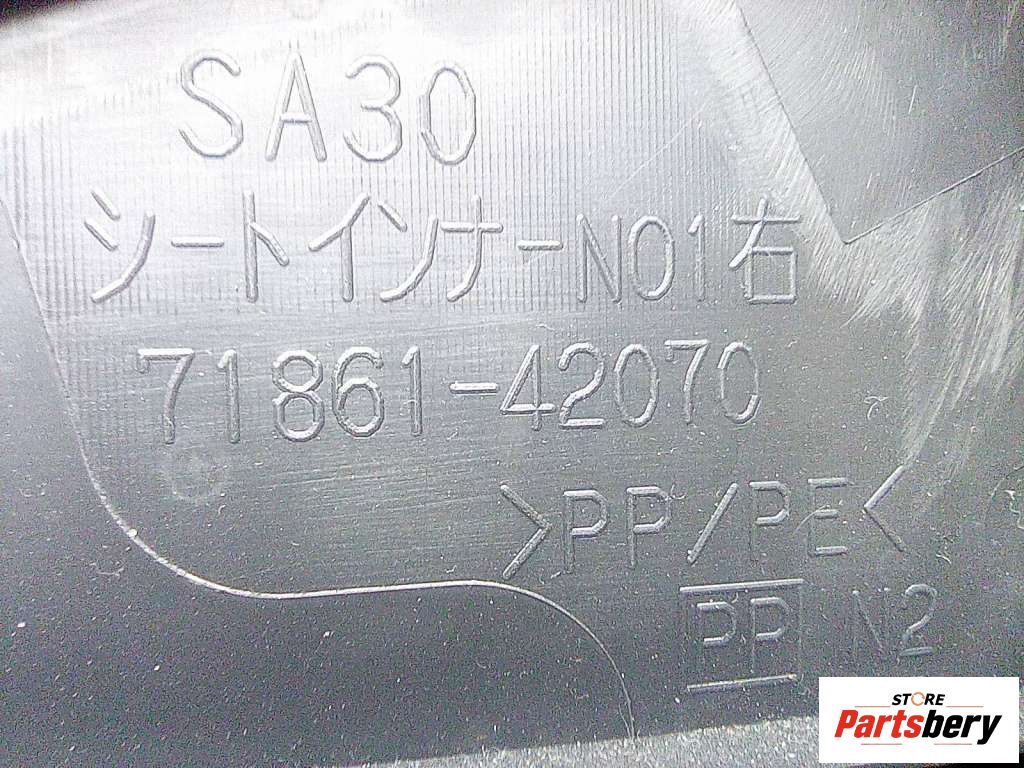 SA30
シートインナーNO1右
71861-42070
>PP/PE<
PP N2
STORE
Partsbery